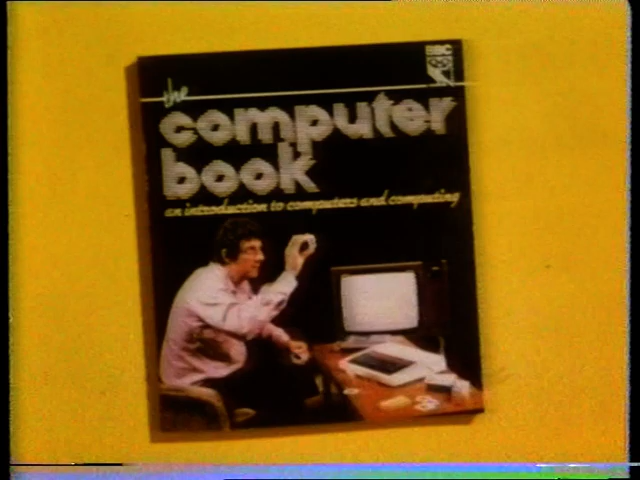 BBC
the
computer
book
an introduction to computers and computing